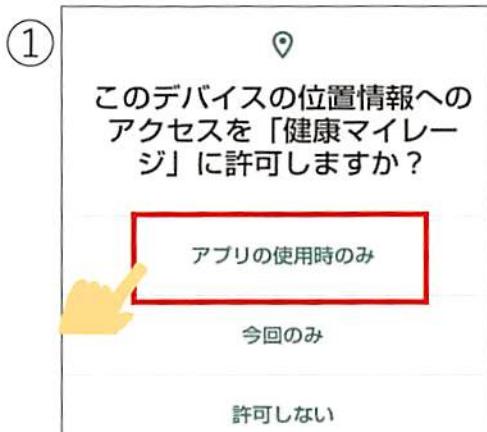 ①
このデバイスの位置情報への
アクセスを「健康マイレー
ジ」に許可しますか？
アプリの使用時のみ
今回のみ
許可しない